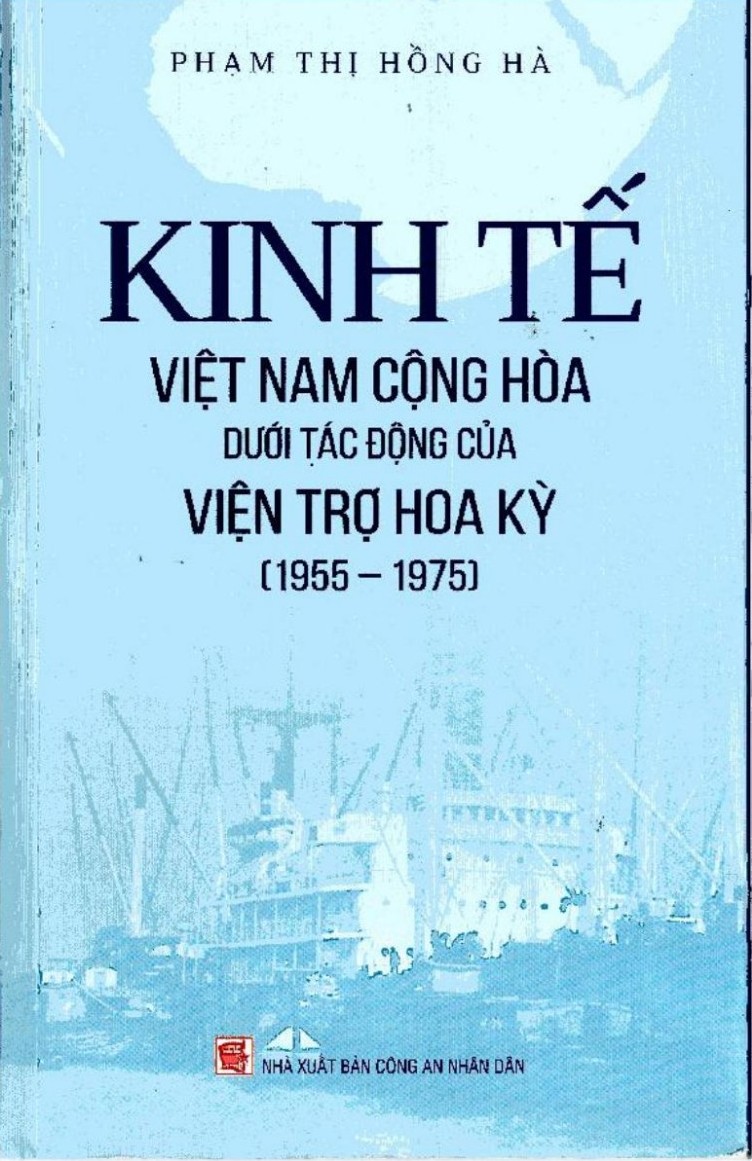 PHẠM THỊ HỒNG HÀ
KINH TẾ
VIỆT NAM CỘNG HÒA
DƯỚI TÁC ĐỘNG CỦA
VIỆN TRỢ HOA KỲ
(1955 – 1975)
NHÀ XUẤT BẢN CÔNG AN NHÂN DÂN